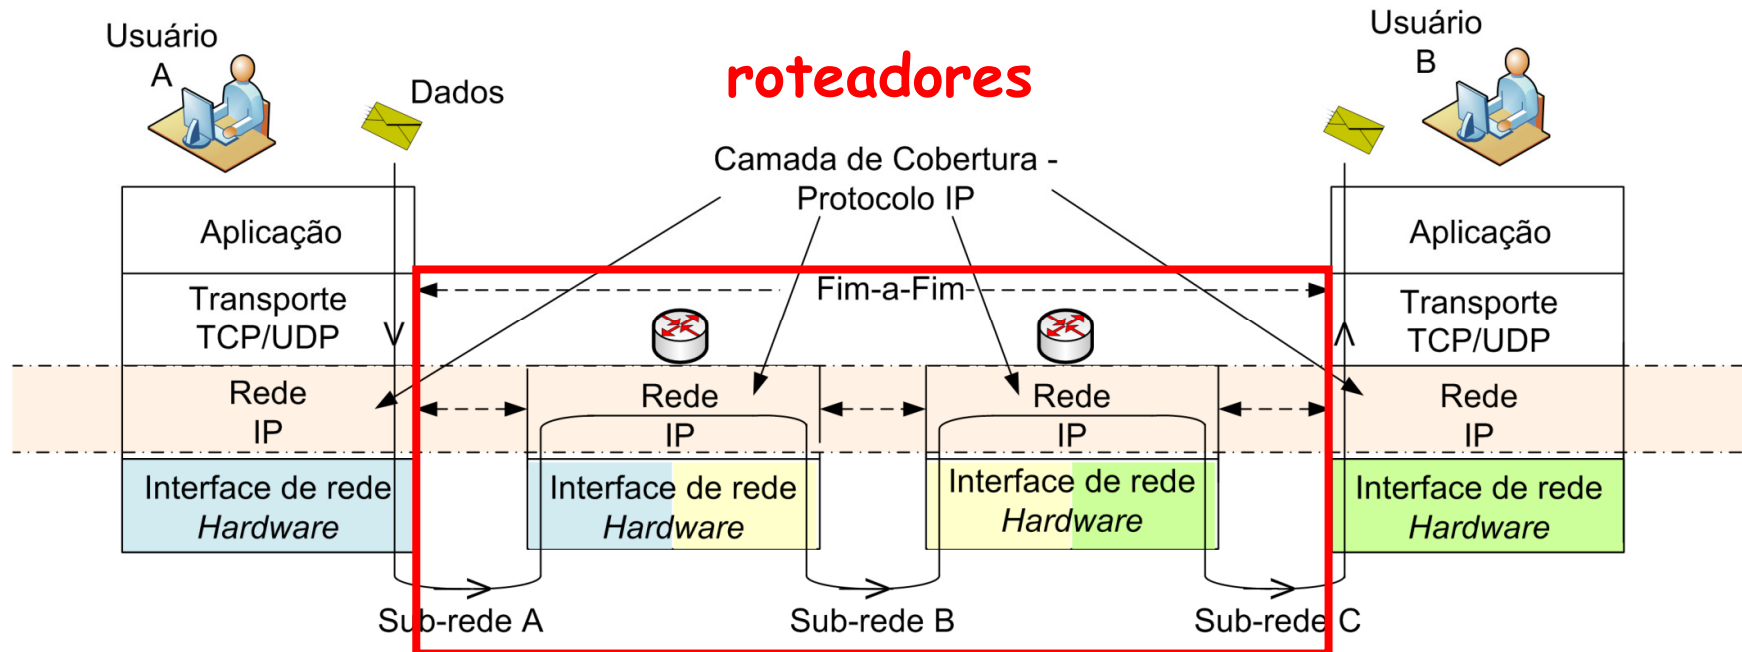 Usuário
A
Dados
roteadores
Usuário
B
Camada de Cobertura -
Protocolo IP
Aplicação
Aplicação
Fim-a-Fim
Transporte
TCP/UDP
Transporte
TCP/UDP
Rede
IP
Rede
IP
Rede
IP
Rede
IP
Interface de rede
Hardware
Interface de rede
Hardware
Interface de rede
Hardware
Interface de rede
Hardware
Sub-rede A
Sub-rede B
Sub-rede C